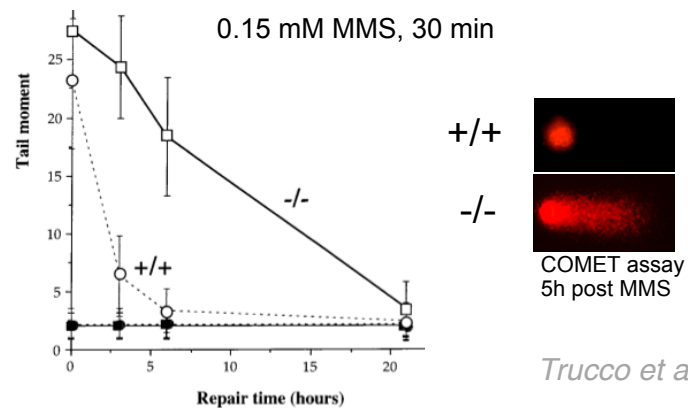 0.15 mM MMS, 30 min
Tail moment
25
20
15
10
5
0
-/-
+/+
0
5
10
15
20
Repair time (hours)
+/+
-/-
COMET assay
5h post MMS
Trucco et a